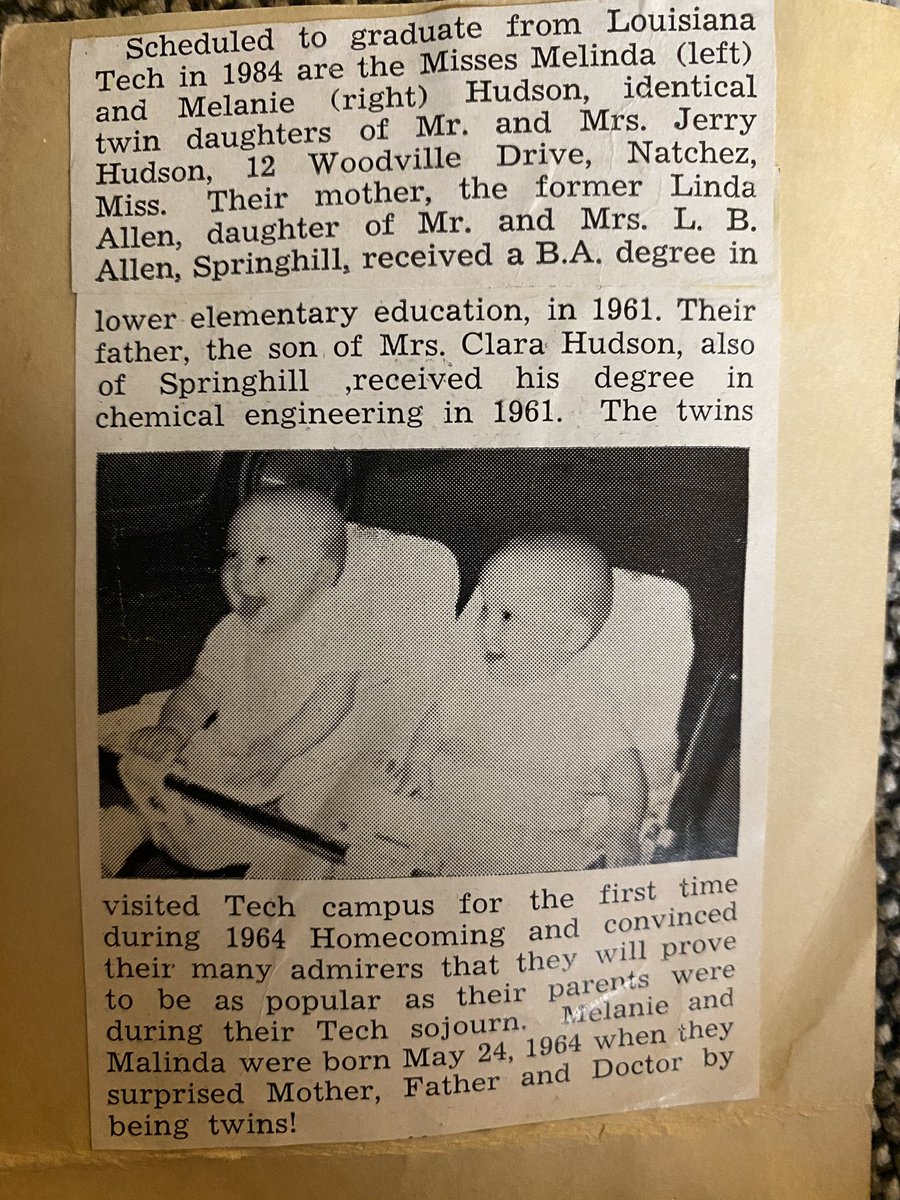 Scheduled to graduate from Louisiana
Tech in 1984 are the Misses Melinda (left)
and Melanie (right) Hudson, identical
twin daughters of Mr. and Mrs. Jerry
Hudson, 12 Woodville Drive, Natchez,
Miss. Their mother, the former Linda
Allen, daughter of Mr. and Mrs. L. B.
Allen, Springhill, received a B.A. degree in
lower elementary education, in 1961. Their
father, the son of Mrs. Clara Hudson, also
of Springhill ,received his degree in
chemical engineering in 1961. The twins
visited Tech campus for the first time
during 1964 Homecoming and convinced
their many admirers that they will prove
to be as popular as their parents were
during their Tech sojourn. Melanie and
Malinda were born May 24, 1964 when they
surprised Mother, Father and Doctor by
being twins!